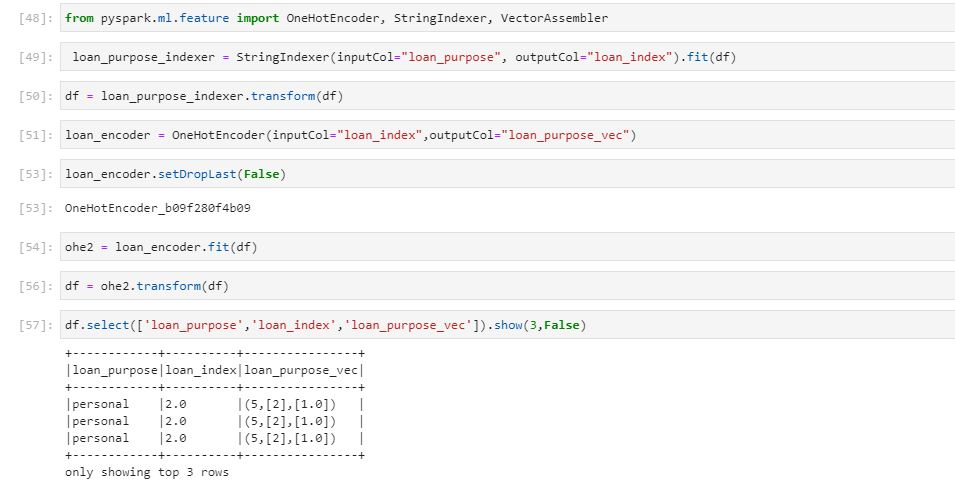 [48]: from pyspark.ml.feature import OneHotEncoder, StringIndexer, VectorAssembler
[49]: loan_purpose_indexer = StringIndexer(inputCol="loan_purpose", outputCol="loan_index").fit(df)
[50]: df = loan_purpose_indexer.transform(df)
[51]: loan_encoder = OneHotEncoder(inputCol="loan_index",outputCol="loan_purpose_vec")
[53]: loan_encoder.setDropLast(False)
[53]: OneHotEncoder_b09f280f4b09
[54]: ohe2 = loan_encoder.fit(df)
[56]: df = ohe2.transform(df)
[57]: df.select(['loan_purpose','loan_index','loan_purpose_vec']).show(3,False)
+------------+----------+----------------+
|loan_purpose|loan_index|loan_purpose_vec|
+------------+----------+----------------+
|personal    |2.0       |(5,[2],[1.0])   |
|personal    |2.0       |(5,[2],[1.0])   |
|personal    |2.0       |(5,[2],[1.0])   |
+------------+----------+----------------+
only showing top 3 rows